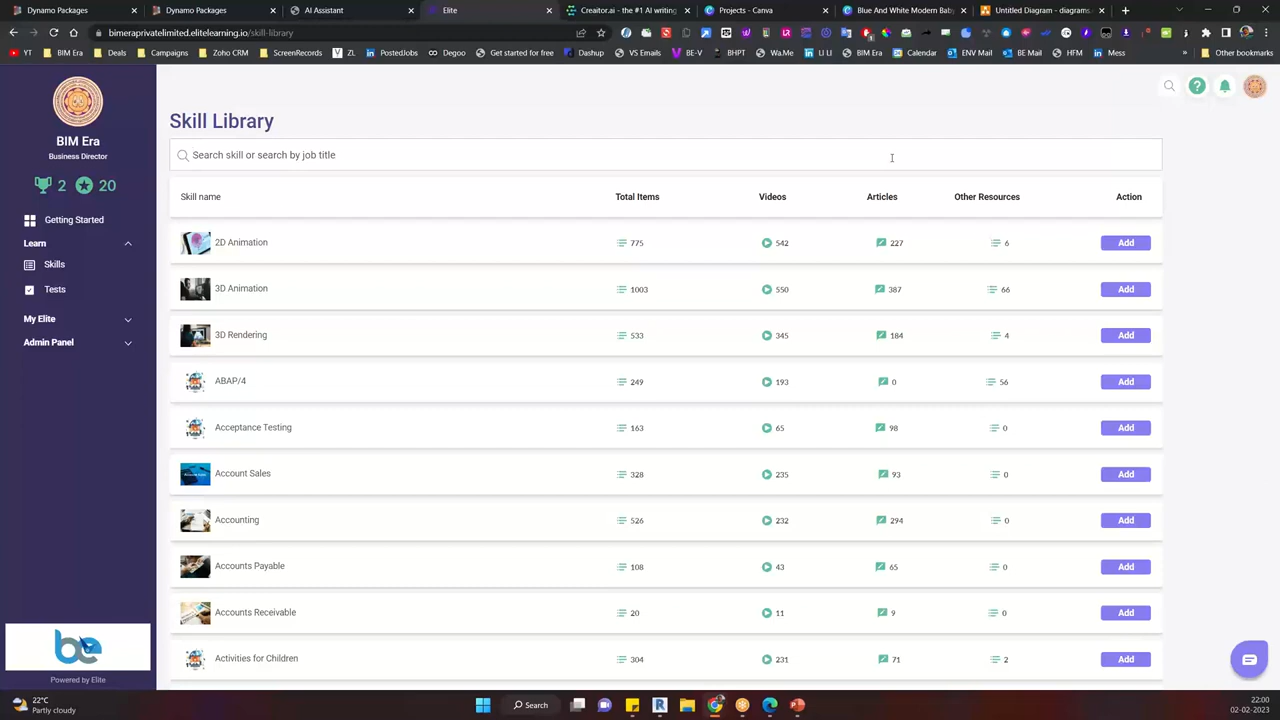 Dynamo Packages
Dynamo Packages
AI Assistant
Elite
Creaitor.ai - the #1 AI writing
Projects - Canva
Blue And White Modern Baby
Untitled Diagram - diagrams.
bimeraprivatelimited.elitelearning.io/skill-library
YT
BIM Era
Deals
Campaigns
Zoho CRM
ScreenRecords
ZL
PostedJobs
Degoo
Get started for free
Dashup
VS Emails
BE-V
BHPT
Wa.Me
LI LI
BIM Era
Calendar
ENV Mail
BE Mail
HFM
Mess
Other bookmarks
BIM Era
Business Director
2
20
Getting Started
Learn
Skills
Tests
My Elite
Admin Panel
be
Powered by Elite
Skill Library
Search skill or search by job title
Skill name Total Items Videos Articles Other Resources Action
2D Animation 775 542 227 6 Add
3D Animation 1003 550 387 66 Add
3D Rendering 533 345 184 4 Add
ABAP/4 249 193 0 56 Add
Acceptance Testing 163 65 98 0 Add
Account Sales 328 235 93 0 Add
Accounting 526 232 294 0 Add
Accounts Payable 108 43 65 0 Add
Accounts Receivable 20 11 9 0 Add
Activities for Children 304 231 71 2 Add
22°C
Partly cloudy
Search
22:00
02-02-2023